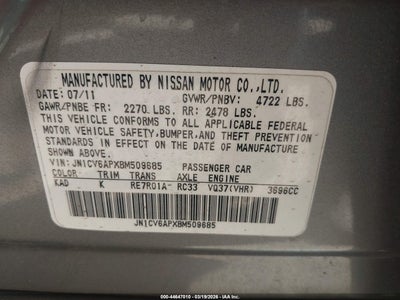 MANUFACTURED BY NISSAN MOTOR CO.,LTD.
DATE: 07/11 GVWR/PNBV: 4722 LBS.
GAWR/PNBE FR: 2270 LBS. RR: 2478 LBS.
THIS VEHICLE CONFORMS TO ALL APPLICABLE FEDERAL
MOTOR VEHICLE SAFETY, BUMPER, AND THEFT PREVENTION
STANDARDS IN EFFECT ON THE DATE OF MANUFACTURE
SHOWN ABOVE.
VIN: JN1CV6APXBM509685 PASSENGER CAR
COLOR TRIM TRANS AXLE ENGINE
KAD K RE7R01A- RC33 VQ37(VHR) 3696CC
JN1CV6APXBM509685
000-44647010 - 03/19/2026 - IAA Inc.